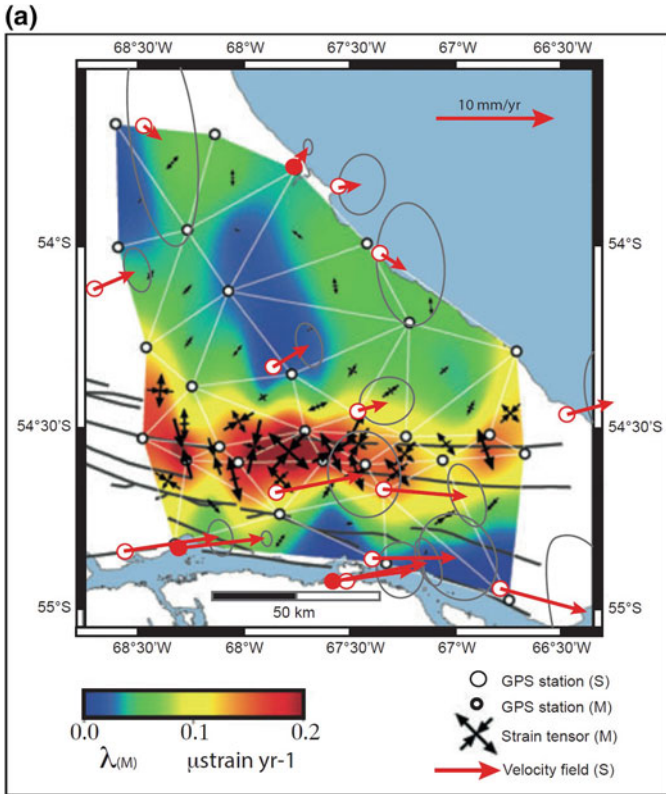 (a)
68°30'W 68°W 67°30'W 67°W 66°30'W
10 mm/yr
54°S 54°S
54°30'S 54°30'S
55°S 55°S
50 km
68°30'W 68°W 67°30'W 67°W 66°30'W
0.0 0.1 0.2
λ(M) μstrain yr-1
GPS station (S)
GPS station (M)
Strain tensor (M)
Velocity field (S)